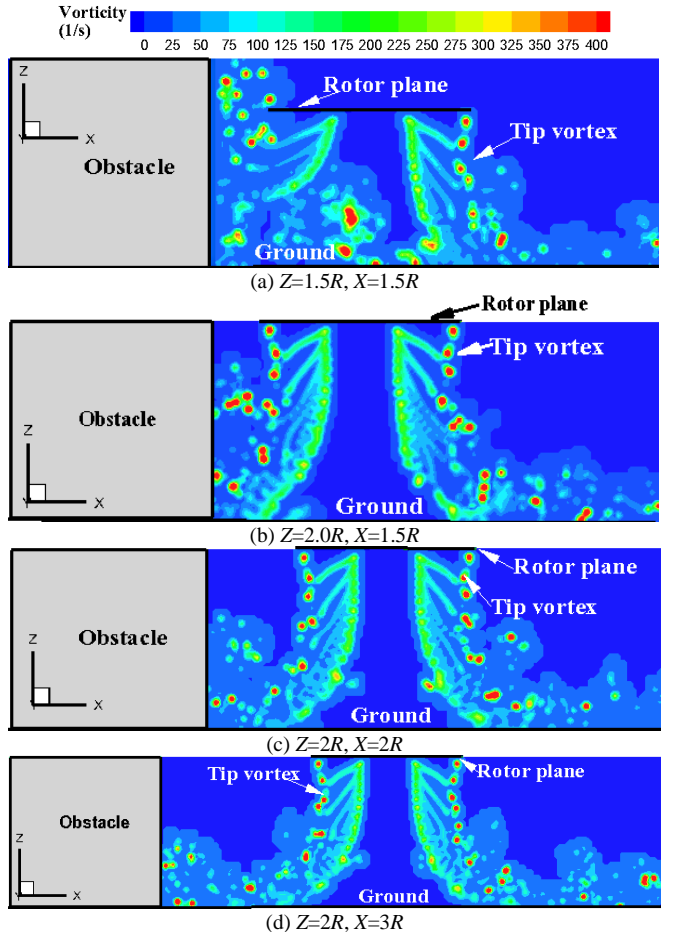 Vorticity
(1/s)
0 25 50 75 100 125 150 175 200 225 250 275 300 325 350 375 400
Z
Rotor plane
Tip vortex
Y X
Obstacle
Ground
(a) Z=1.5R, X=1.5R
Rotor plane
Tip vortex
Obstacle
Z
Y X
Ground
(b) Z=2.0R, X=1.5R
Rotor plane
Tip vortex
Obstacle
Z
Y X
Ground
(c) Z=2R, X=2R
Tip vortex
Rotor plane
Obstacle
Z
Y X
Ground
(d) Z=2R, X=3R